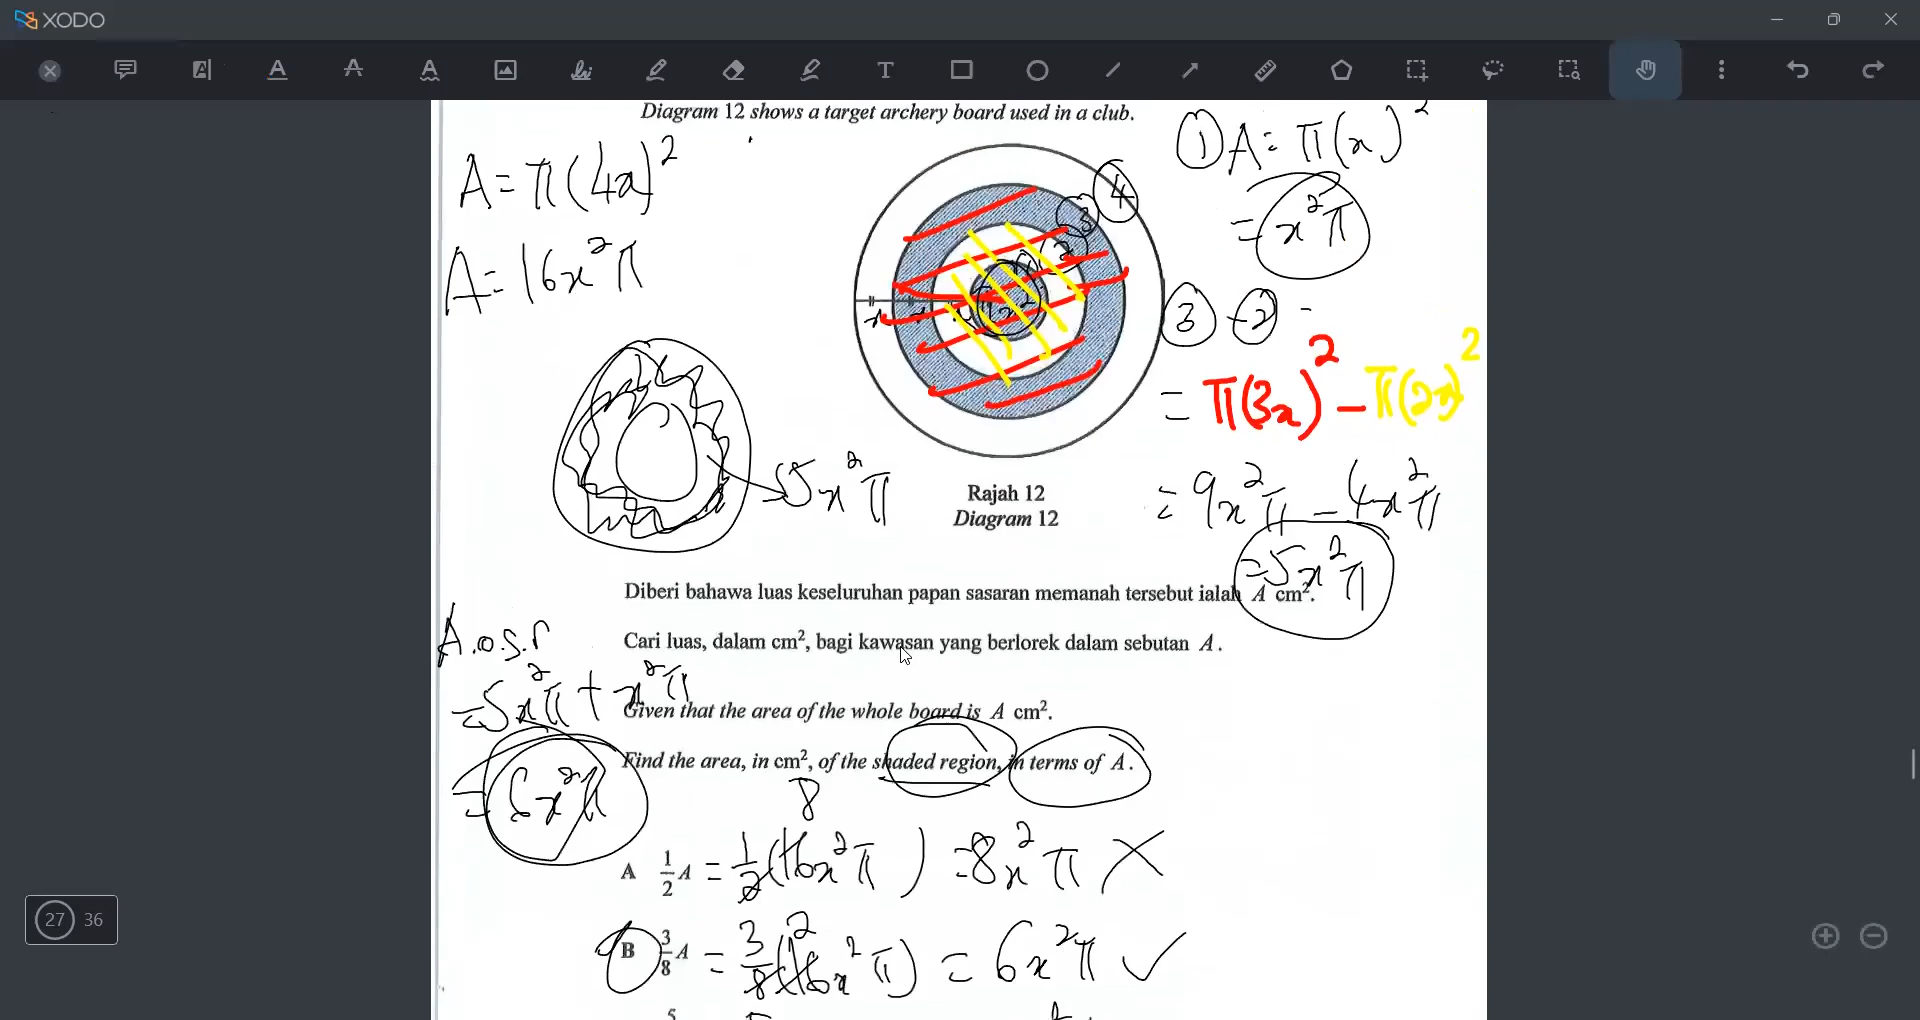 XODO
Diagram 12 shows a target archery board used in a club.
A = π(4x)²
A = 16x²π
① A = π(x)²
= x²π
④
③
②
x
③ - ② =
= π(3x)² - π(2x)²
= 9x²π - 4x²π
= 5x²π
= 5x²π
Rajah 12
Diagram 12
Diberi bahawa luas keseluruhan papan sasaran memanah tersebut ialah A cm².
Cari luas, dalam cm², bagi kawasan yang berlorek dalam sebutan A.
A.o.s.r
= 5x²π + x²π
= 6x²π
Given that the area of the whole board is A cm².
Find the area, in cm², of the shaded region, in terms of A.
8
A 1/2 A = 1/2 (16x²π) = 8x²π ✗
2
B 3/8 A = 3/8 (16x²π) = 6x²π ✓
5
27 36